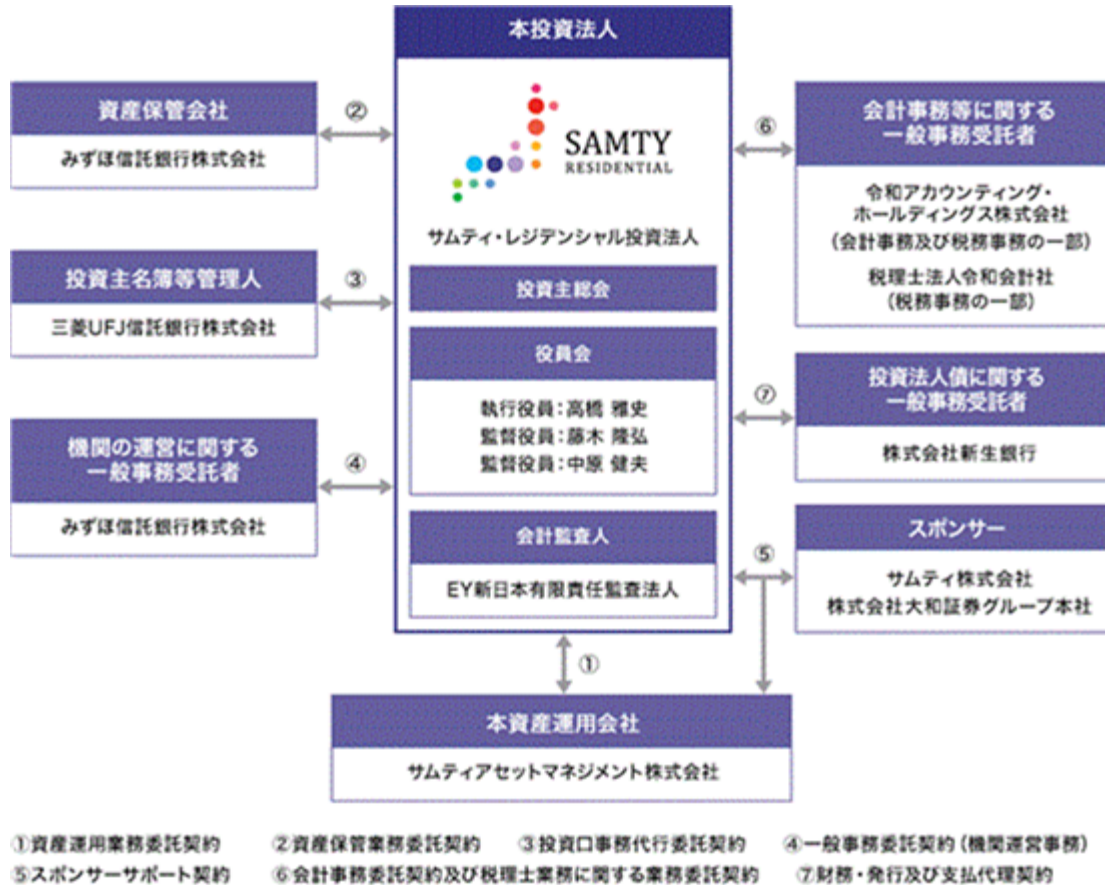 本投資法人
SAMTY
RESIDENTIAL
サムティ・レジデンシャル投資法人
投資主総会
役員会
執行役員：高橋 雅史
監督役員：藤木 隆弘
監督役員：中原 健夫
会計監査人
EY新日本有限責任監査法人
資産保管会社
みずほ信託銀行株式会社
②
投資主名簿等管理人
三菱UFJ信託銀行株式会社
③
機関の運営に関する
一般事務受託者
みずほ信託銀行株式会社
④
会計事務等に関する
一般事務受託者
令和アカウンティング・
ホールディングス株式会社
（会計事務及び税務事務の一部）
税理士法人令和会計社
（税務事務の一部）
⑥
投資法人債に関する
一般事務受託者
株式会社新生銀行
⑦
スポンサー
サムティ株式会社
株式会社大和証券グループ本社
⑤
①
本資産運用会社
サムティアセットマネジメント株式会社
①資産運用業務委託契約 ②資産保管業務委託契約 ③投資口事務代行委託契約 ④一般事務委託契約（機関運営事務）
⑤スポンサーサポート契約 ⑥会計事務委託契約及び税理士業務に関する業務委託契約 ⑦財務・発行及び支払代理契約